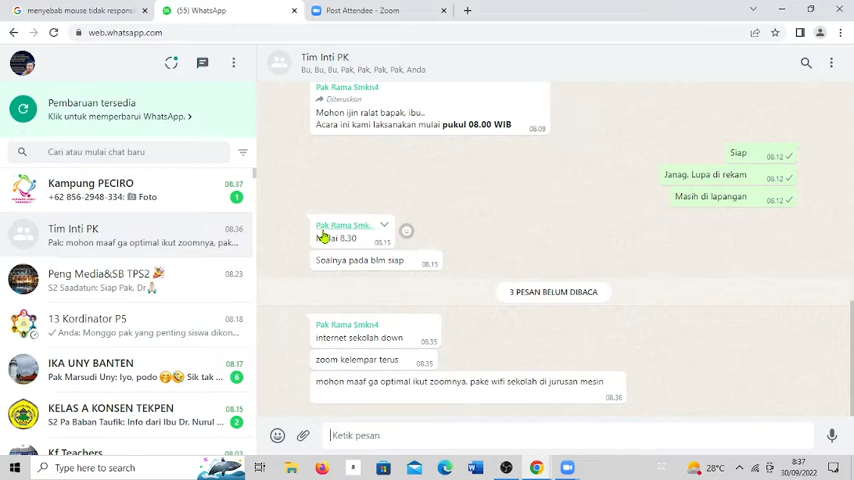 menyebab mouse tidak responsi
(55) WhatsApp
Post Attendee - Zoom
web.whatsapp.com
Tim Inti PK
Bu, Bu, Bu, Pak, Pak, Pak, Pak, Anda
Pembaruan tersedia
Klik untuk memperbarui WhatsApp.
Cari atau mulai chat baru
Kampung PECIRO
08.37
+62 856-2948-334: Foto
1
Tim Inti PK
08.36
Pak: mohon maaf ga optimal ikut zoomnya, pak...
Peng Media&SB TPS2
08.23
S2 Saadatun: Siap Pak. Dr
13 Kordinator P5
08.18
Anda: Monggo pak yang penting siswa dikon...
IKA UNY BANTEN
08.17
Pak Marsudi Uny: Iyo, podo Sik tak ...
6
KELAS A KONSEN TEKPEN
08.15
S2 Pa Baban Taufik: Info dari Ibu Dr. Nurul ...
2
Kf Teachers
Pak Rama Smkn4
Diteruskan
Mohon ijin ralat bapak, ibu..
Acara ini kami laksanakan mulai pukul 08.00 WIB
08.09
Siap
08.12
Janag. Lupa di rekam
08.12
Masih di lapangan
08.12
Pak Rama Smk...
8.30
08.15
Soalnya pada blm siap
08.15
3 PESAN BELUM DIBACA
Pak Rama Smkn4
internet sekolah down
08.35
zoom kelempar terus
08.35
mohon maaf ga optimal ikut zoomnya, pake wifi sekolah di jurusan mesin
08.36
Ketik pesan
Type here to search
28°C
8:37
30/09/2022